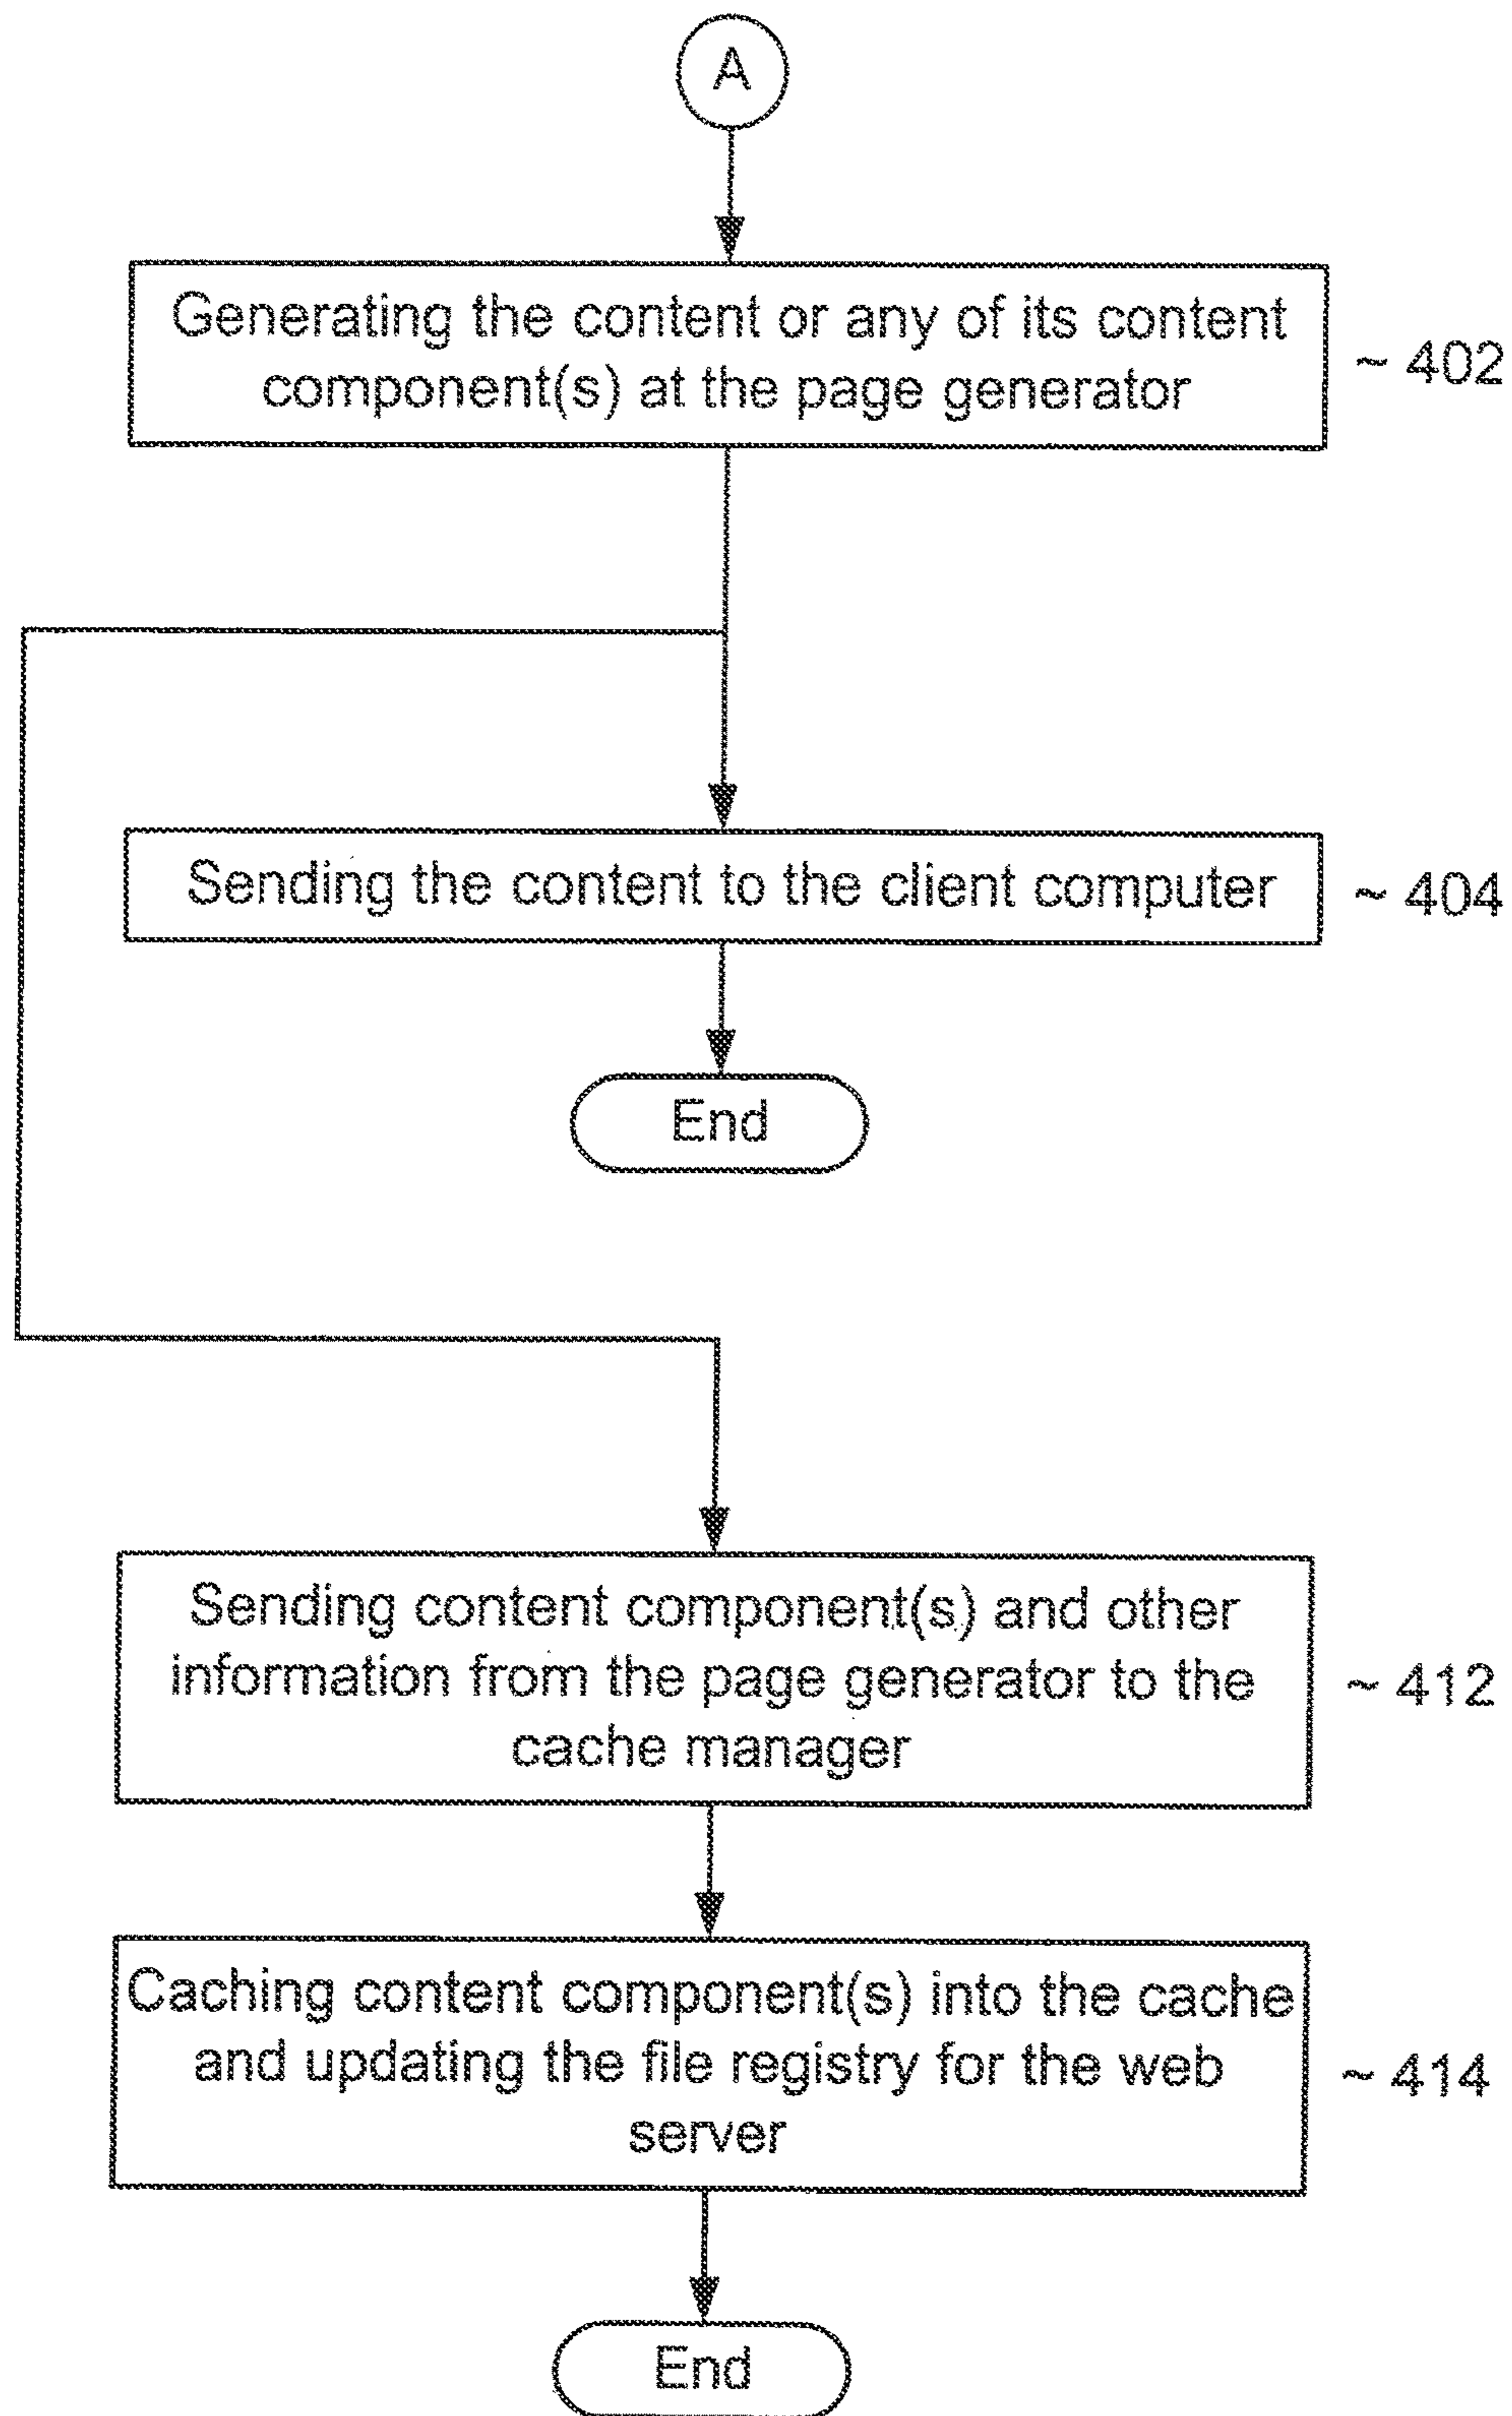 A
Generating the content or any of its content
component(s) at the page generator
~ 402
Sending the content to the client computer
~ 404
End
Sending content component(s) and other
information from the page generator to the
cache manager
~ 412
Caching content component(s) into the cache
and updating the file registry for the web
server
~ 414
End